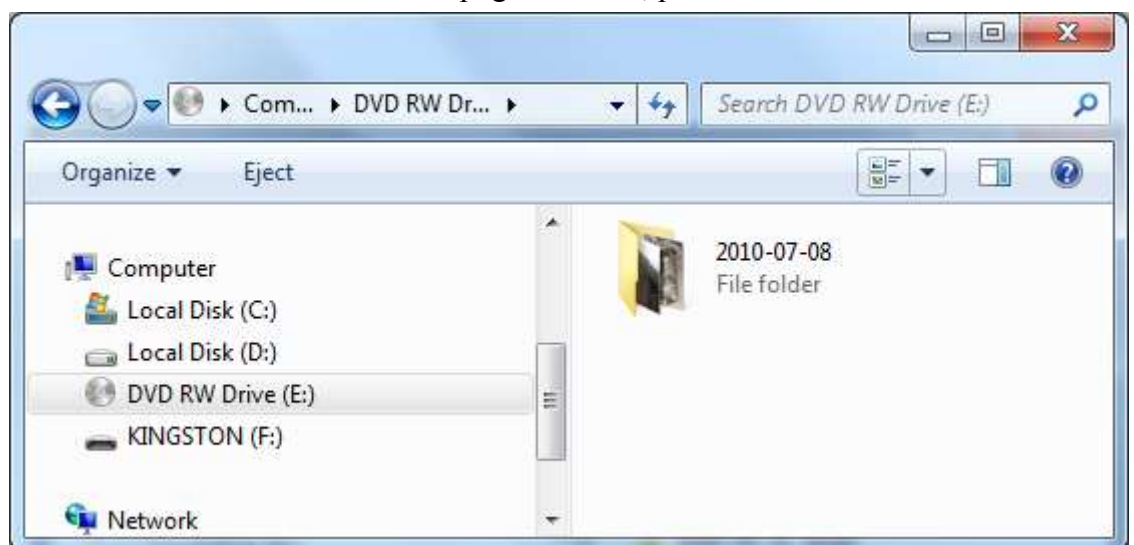 Com... DVD RW Dr... Search DVD RW Drive (E:)
Organize Eject
Computer
Local Disk (C:)
Local Disk (D:)
DVD RW Drive (E:)
KINGSTON (F:)
Network
2010-07-08
File folder